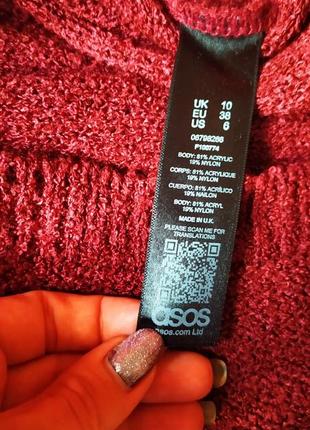 UK 10
EU 38
US 6
06798266
P100774
BODY: 81% ACRYLIC
19% NYLON
CORPS: 81% ACRYLIQUE
19% NYLON
CUERPO: 81% ACRÍLICO
19% NAILON
BODY: 81% ACRYL
19% NYLON
MADE IN U.K.
PLEASE SCAN ME FOR
TRANSLATIONS
asos
asos.com Ltd